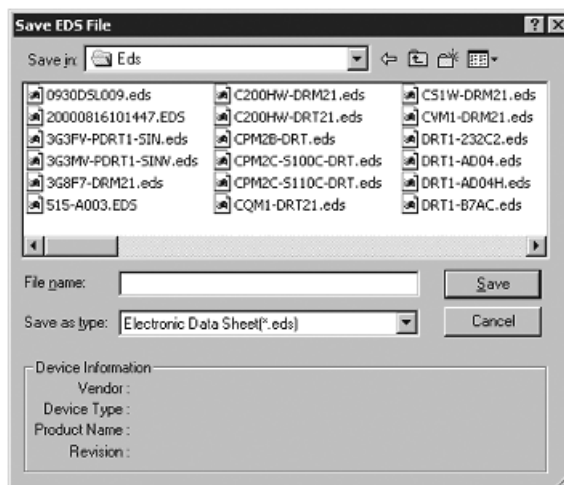 Save EDS File
Save in: Eds
0930DSL009.eds
20000816101447.EDS
3G3FV-PDRT1-SIN.eds
3G3MV-PDRT1-SINV.eds
3G8F7-DRM21.eds
515-A003.EDS
C200HW-DRM21.eds
C200HW-DRT21.eds
CPM2B-DRT.eds
CPM2C-S100C-DRT.eds
CPM2C-S110C-DRT.eds
CQM1-DRT21.eds
CS1W-DRM21.eds
CVM1-DRM21.eds
DRT1-232C2.eds
DRT1-AD04.eds
DRT1-AD04H.eds
DRT1-B7AC.eds
File name:
Save
Save as type: Electronic Data Sheet(*.eds)
Cancel
Device Information
Vendor :
Device Type :
Product Name :
Revision :